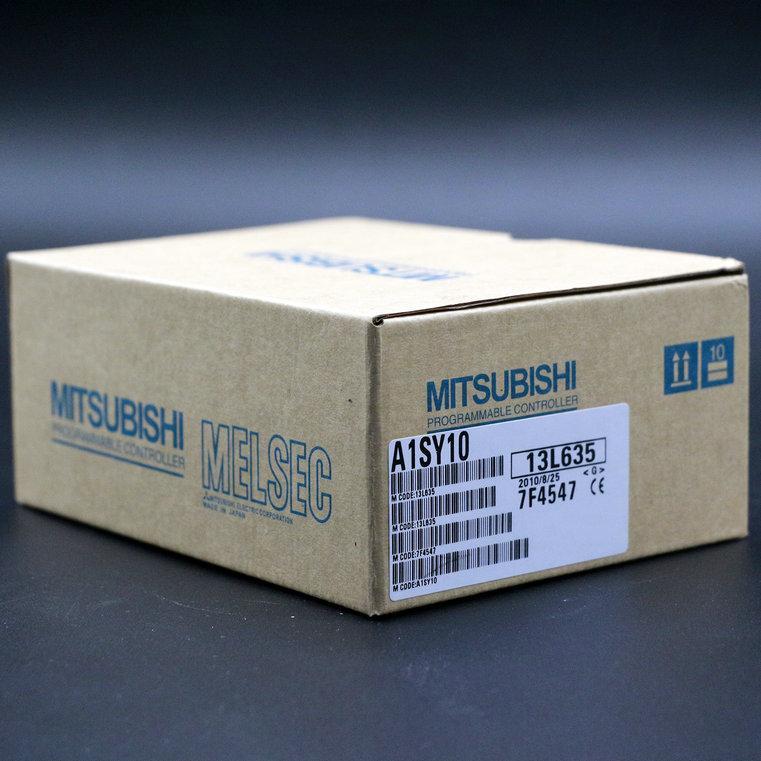 MITSUBISHI
MITSUBISHI
PROGRAMMABLE CONTROLLER
MELSEC
MITSUBISHI ELECTRIC CORPORATION
MADE IN JAPAN
MITSUBISHI
PROGRAMMABLE CONTROLLER
10
A1SY10
13L635
2010/8/25
<G>
7F4547
CE
M CODE:13L635
M CODE:13L635
M CODE:7F4547
M CODE:A1SY10